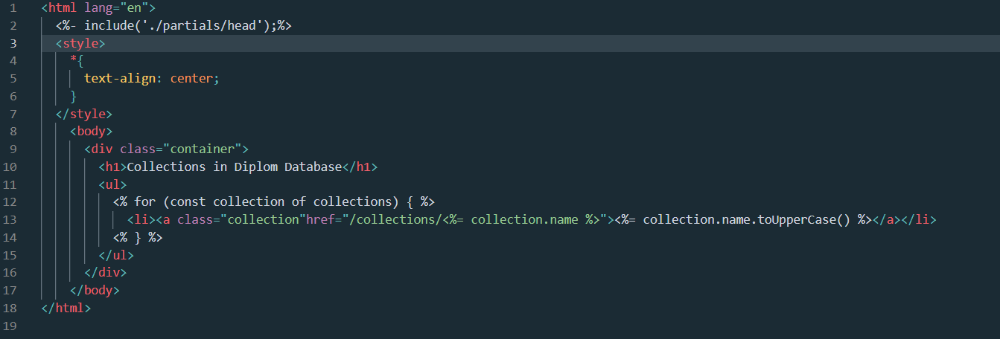 1 <html lang="en">
2 <%- include('./partials/head');%>
3 <style>
4 *{
5 text-align: center;
6 }
7 </style>
8 <body>
9 <div class="container">
10 <h1>Collections in Diplom Database</h1>
11 <ul>
12 <% for (const collection of collections) { %>
13 <li><a class="collection"href="/collections/<%= collection.name %>"><%= collection.name.toUpperCase() %></a></li>
14 <% } %>
15 </ul>
16 </div>
17 </body>
18 </html>
19